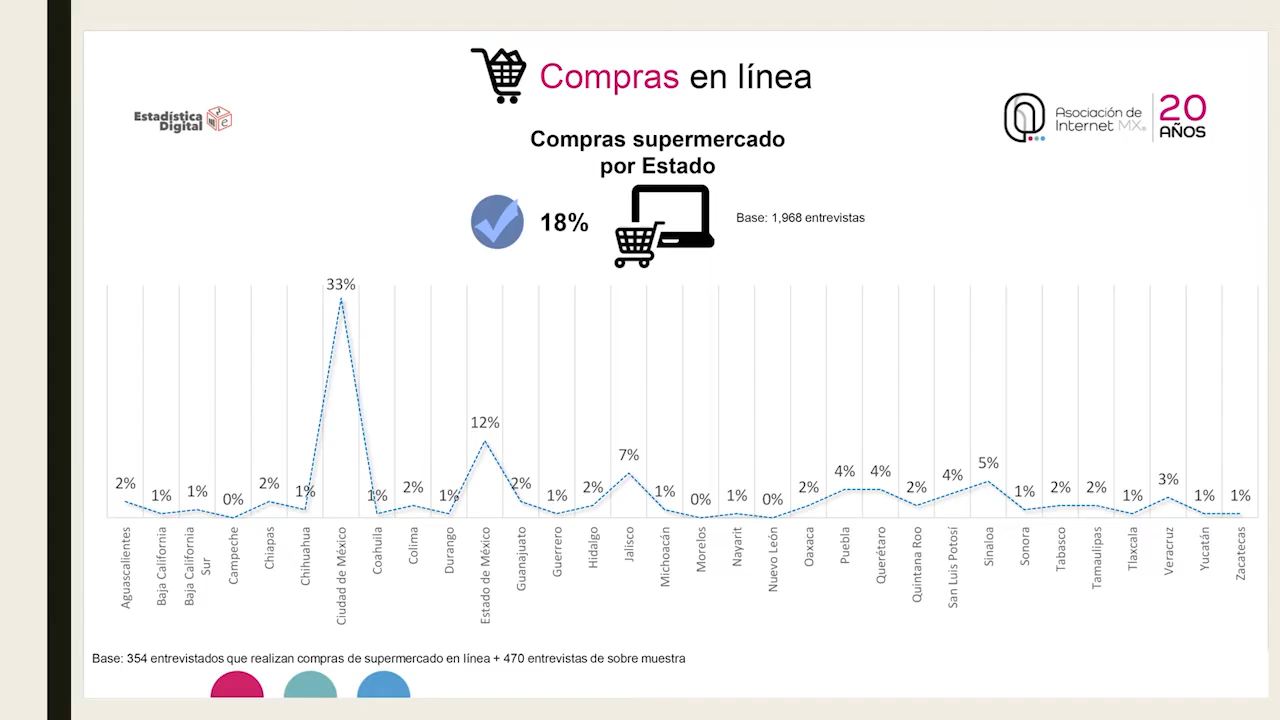 Compras en línea
Estadística
Digital
Asociación de
Internet MX
20
AÑOS
Compras supermercado
por Estado
18%
Base: 1,968 entrevistas
33%
12%
7%
5%
4%
4%
4%
3%
2%
1%
1%
0%
2%
1%
1%
2%
1%
2%
1%
2%
1%
0%
1%
0%
2%
2%
1%
2%
2%
1%
1%
1%
Aguascalientes
Baja California
Baja California
Sur
Campeche
Chiapas
Chihuahua
Ciudad de México
Coahuila
Colima
Durango
Estado de México
Guanajuato
Guerrero
Hidalgo
Jalisco
Michoacán
Morelos
Nayarit
Nuevo León
Oaxaca
Puebla
Querétaro
Quintana Roo
San Luis Potosí
Sinaloa
Sonora
Tabasco
Tamaulipas
Tlaxcala
Veracruz
Yucatán
Zacatecas
Base: 354 entrevistados que realizan compras de supermercado en línea + 470 entrevistas de sobre muestra